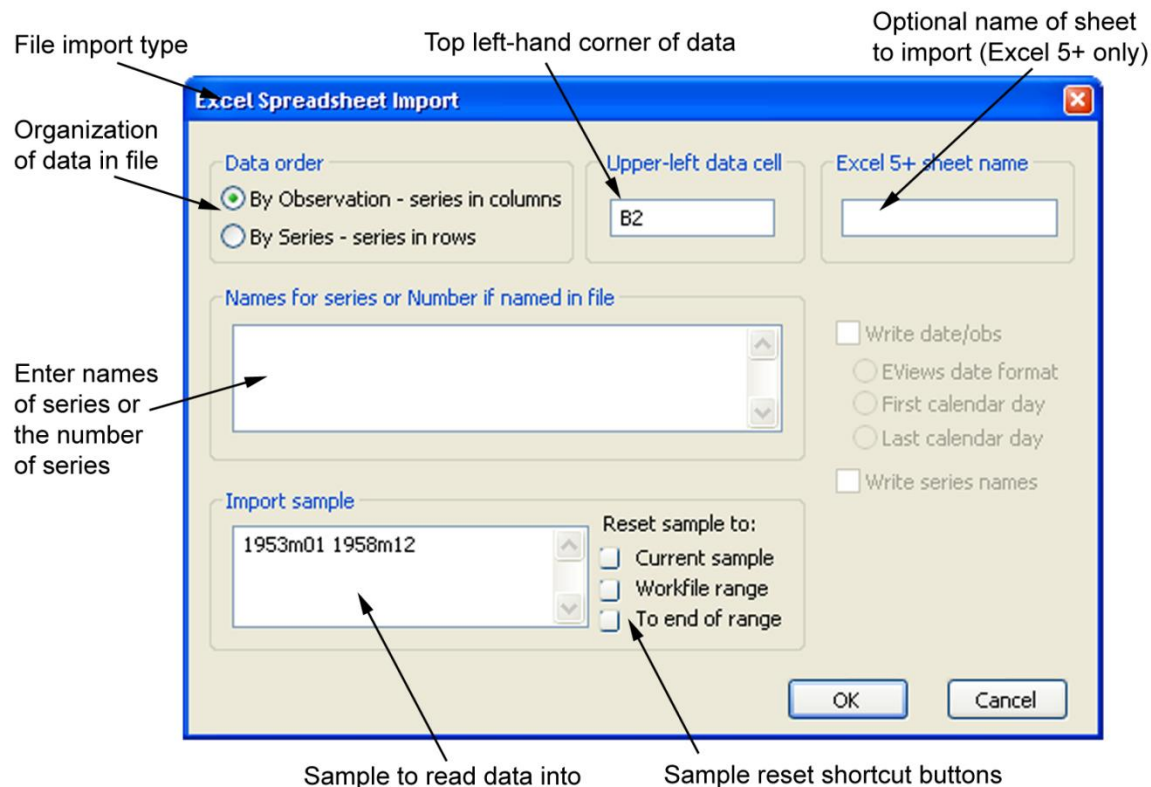 File import type
Top left-hand corner of data
Optional name of sheet
to import (Excel 5+ only)
Excel Spreadsheet Import
Organization
of data in file
Data order
By Observation - series in columns
By Series - series in rows
Upper-left data cell
B2
Excel 5+ sheet name
Names for series or Number if named in file
Enter names
of series or
the number
of series
Write date/obs
EViews date format
First calendar day
Last calendar day
Write series names
Import sample
1953m01 1958m12
Reset sample to:
Current sample
Workfile range
To end of range
OK
Cancel
Sample to read data into
Sample reset shortcut buttons